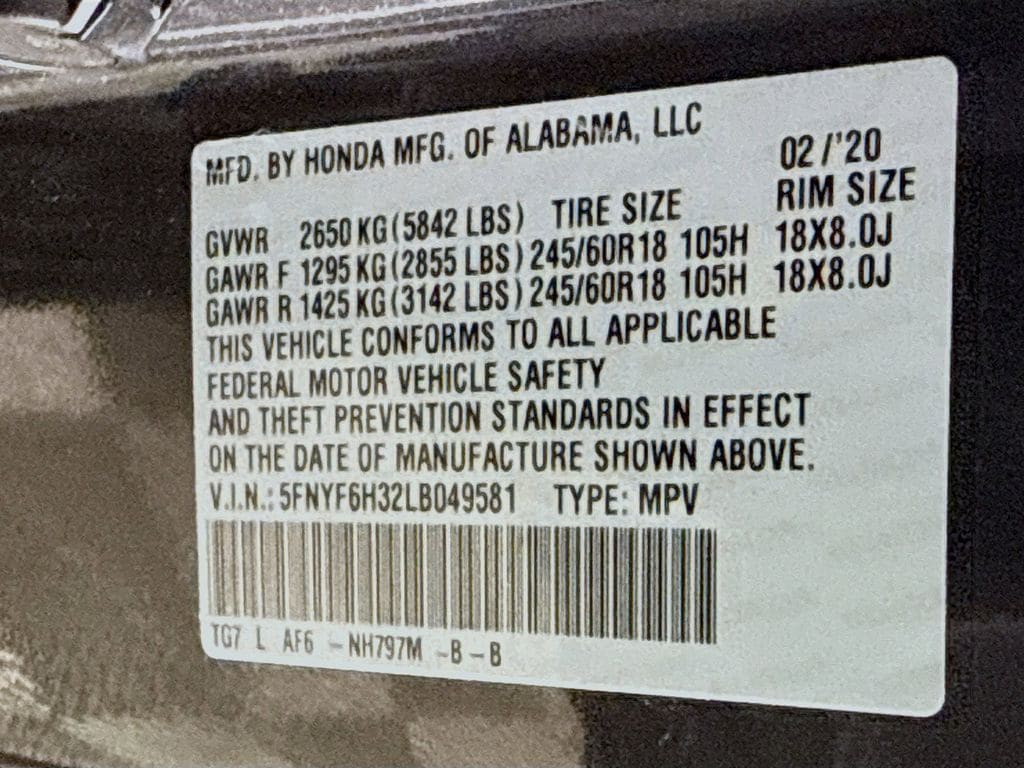 MFD. BY HONDA MFG. OF ALABAMA, LLC 02/'20
GVWR 2650 KG (5842 LBS) TIRE SIZE RIM SIZE
GAWR F 1295 KG (2855 LBS) 245/60R18 105H 18X8.0J
GAWR R 1425 KG (3142 LBS) 245/60R18 105H 18X8.0J
THIS VEHICLE CONFORMS TO ALL APPLICABLE
FEDERAL MOTOR VEHICLE SAFETY
AND THEFT PREVENTION STANDARDS IN EFFECT
ON THE DATE OF MANUFACTURE SHOWN ABOVE.
V.I.N.: 5FNYF6H32LB049581 TYPE: MPV
TG7 L AF6 -NH797M -B -B